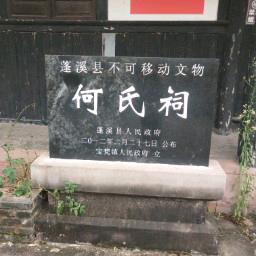 蓬溪县不可移动文物
何氏祠
蓬溪县人民政府
二〇一二年六月二十七日 公布
宝梵镇人民政府 立